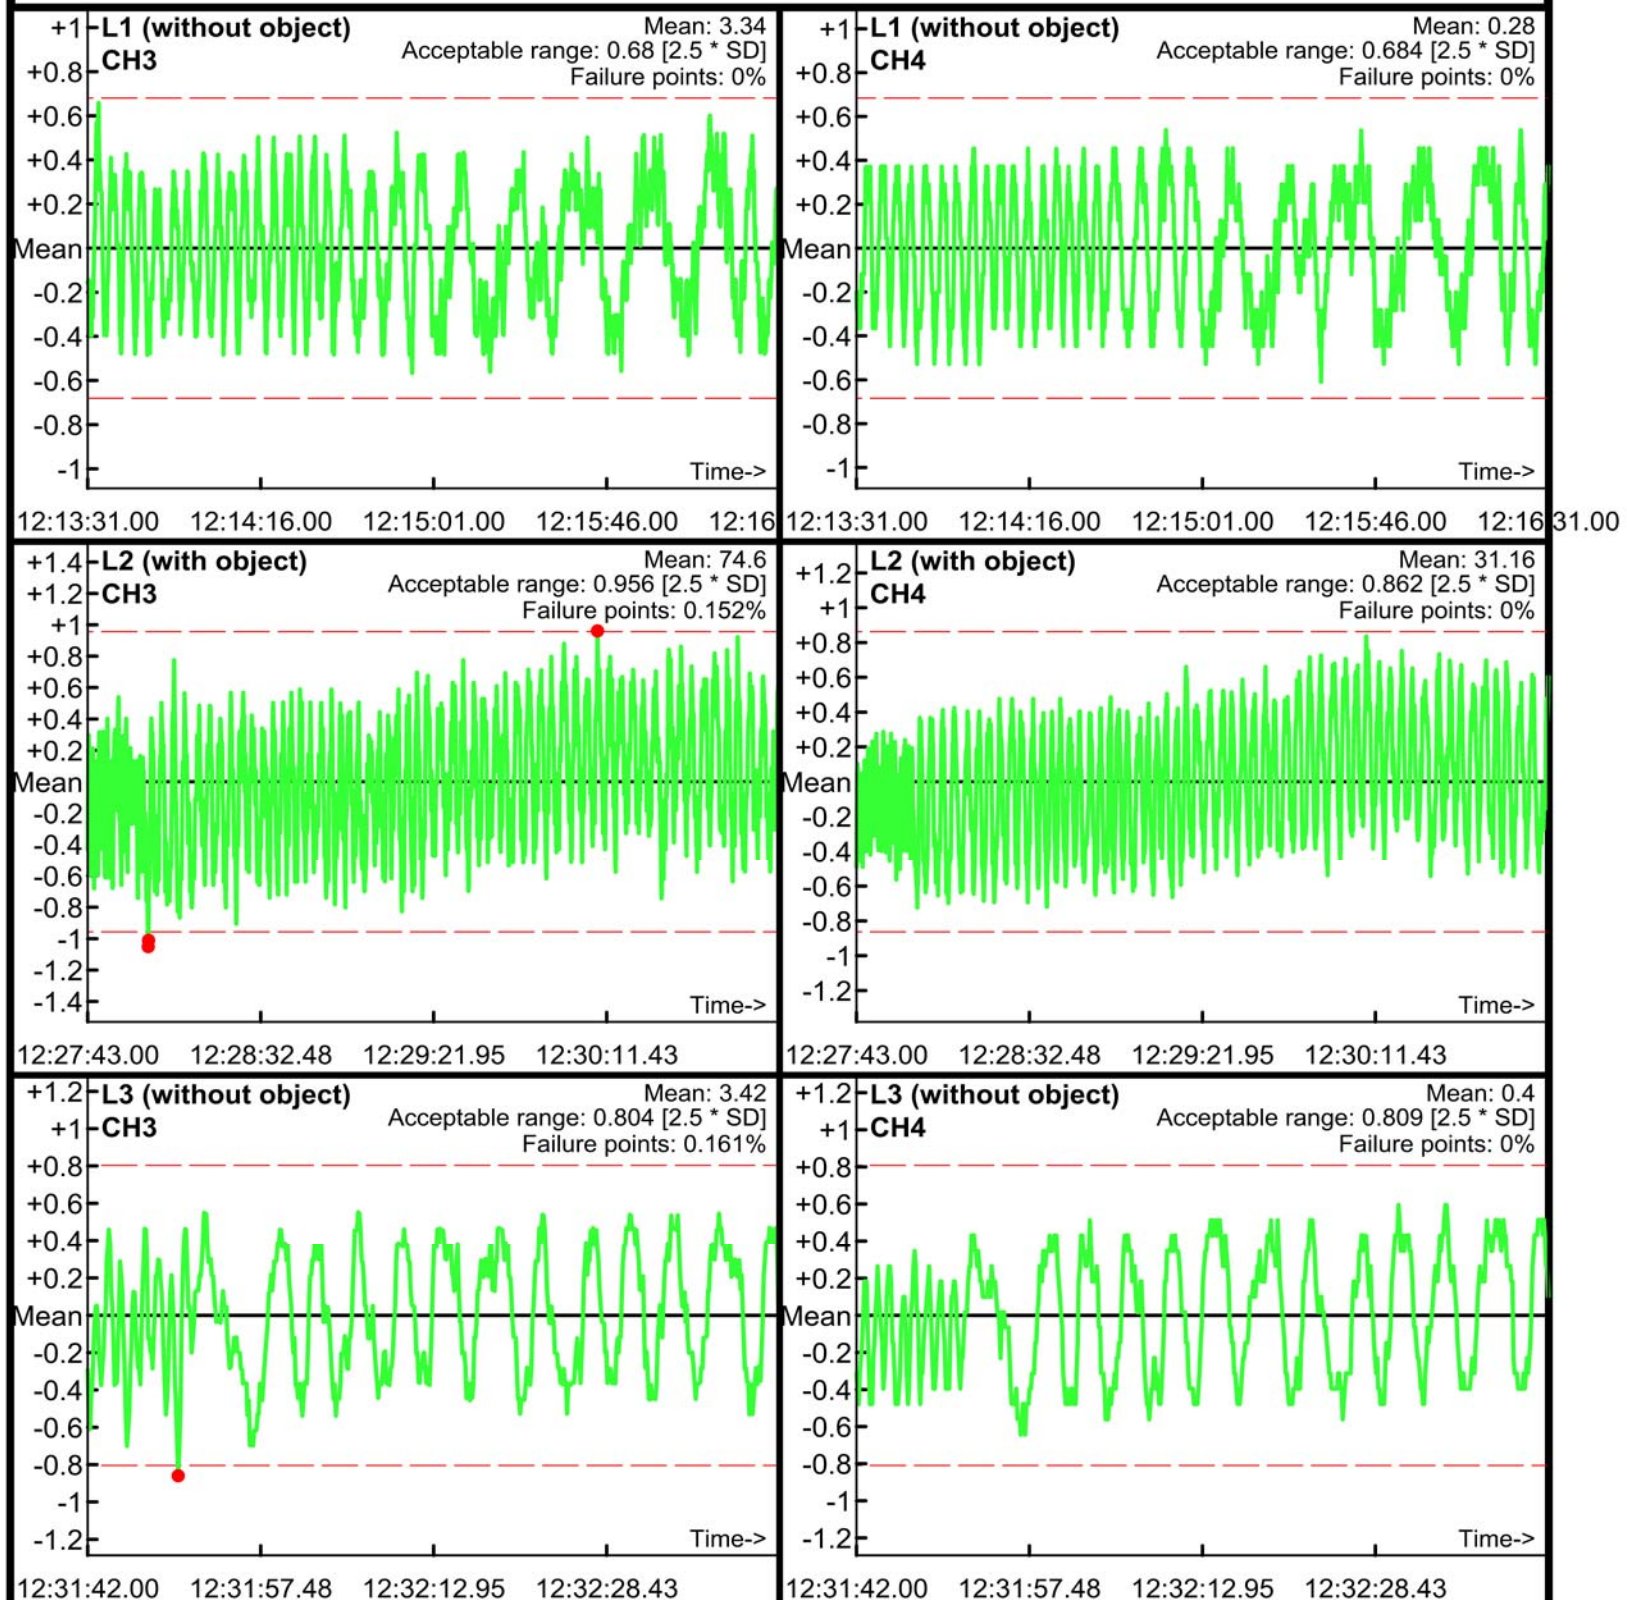 L1 (without object)
CH3
Mean: 3.34
Acceptable range: 0.68 [2.5 * SD]
Failure points: 0%
+1
+0.8
+0.6
+0.4
+0.2
Mean
-0.2
-0.4
-0.6
-0.8
-1
Time->
12:13:31.00 12:14:16.00 12:15:01.00 12:15:46.00 12:16
L1 (without object)
CH4
Mean: 0.28
Acceptable range: 0.684 [2.5 * SD]
Failure points: 0%
+1
+0.8
+0.6
+0.4
+0.2
Mean
-0.2
-0.4
-0.6
-0.8
-1
Time->
12:13:31.00 12:14:16.00 12:15:01.00 12:15:46.00 12:16:31.00
L2 (with object)
CH3
Mean: 74.6
Acceptable range: 0.956 [2.5 * SD]
Failure points: 0.152%
+1.4
+1.2
+1
+0.8
+0.6
+0.4
+0.2
Mean
-0.2
-0.4
-0.6
-0.8
-1
-1.2
-1.4
Time->
12:27:43.00 12:28:32.48 12:29:21.95 12:30:11.43
L2 (with object)
CH4
Mean: 31.16
Acceptable range: 0.862 [2.5 * SD]
Failure points: 0%
+1.2
+1
+0.8
+0.6
+0.4
+0.2
Mean
-0.2
-0.4
-0.6
-0.8
-1
-1.2
Time->
12:27:43.00 12:28:32.48 12:29:21.95 12:30:11.43
L3 (without object)
CH3
Mean: 3.42
Acceptable range: 0.804 [2.5 * SD]
Failure points: 0.161%
+1.2
+1
+0.8
+0.6
+0.4
+0.2
Mean
-0.2
-0.4
-0.6
-0.8
-1
-1.2
Time->
12:31:42.00 12:31:57.48 12:32:12.95 12:32:28.43
L3 (without object)
CH4
Mean: 0.4
Acceptable range: 0.809 [2.5 * SD]
Failure points: 0%
+1.2
+1
+0.8
+0.6
+0.4
+0.2
Mean
-0.2
-0.4
-0.6
-0.8
-1
-1.2
Time->
12:31:42.00 12:31:57.48 12:32:12.95 12:32:28.43